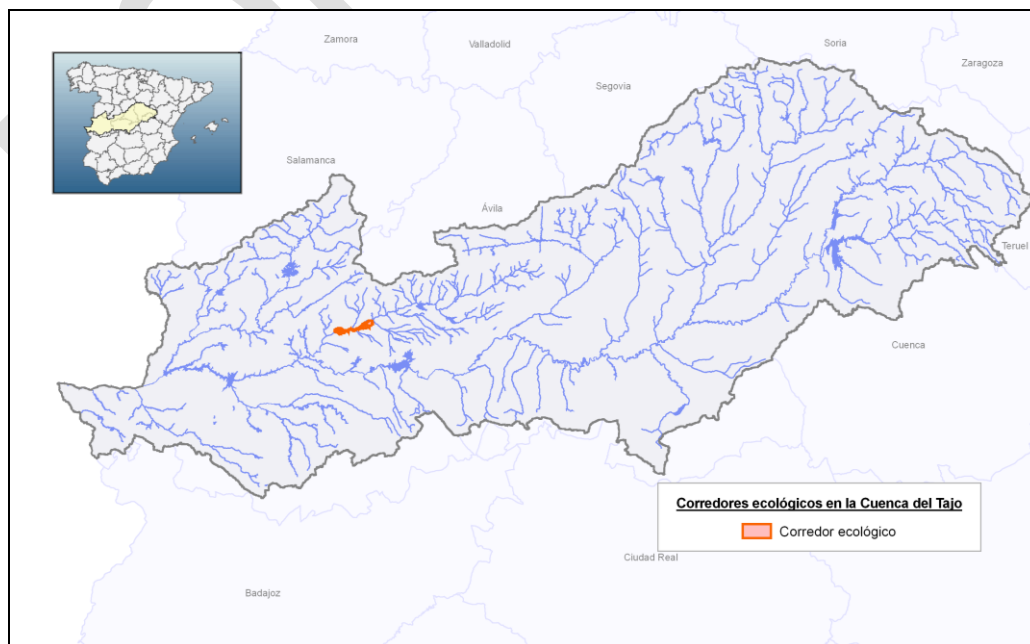 Zamora
Valladolid
Soria
Zaragoza
Segovia
Salamanca
Ávila
Teruel
Cuenca
Corredores ecológicos en la Cuenca del Tajo
Corredor ecológico
Ciudad Real
Badajoz